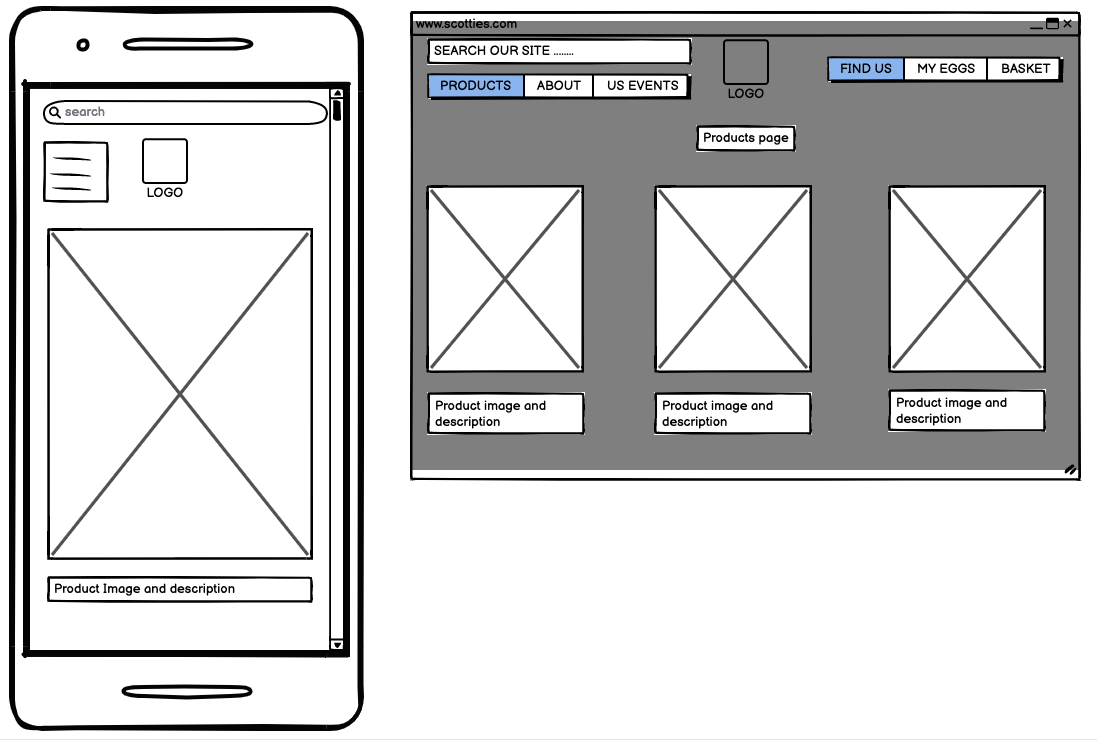 search
LOGO
Product Image and description
www.scotties.com
SEARCH OUR SITE ........
PRODUCTS ABOUT US EVENTS
LOGO
FIND US MY EGGS BASKET
Products page
Product image and
description
Product image and
description
Product image and
description